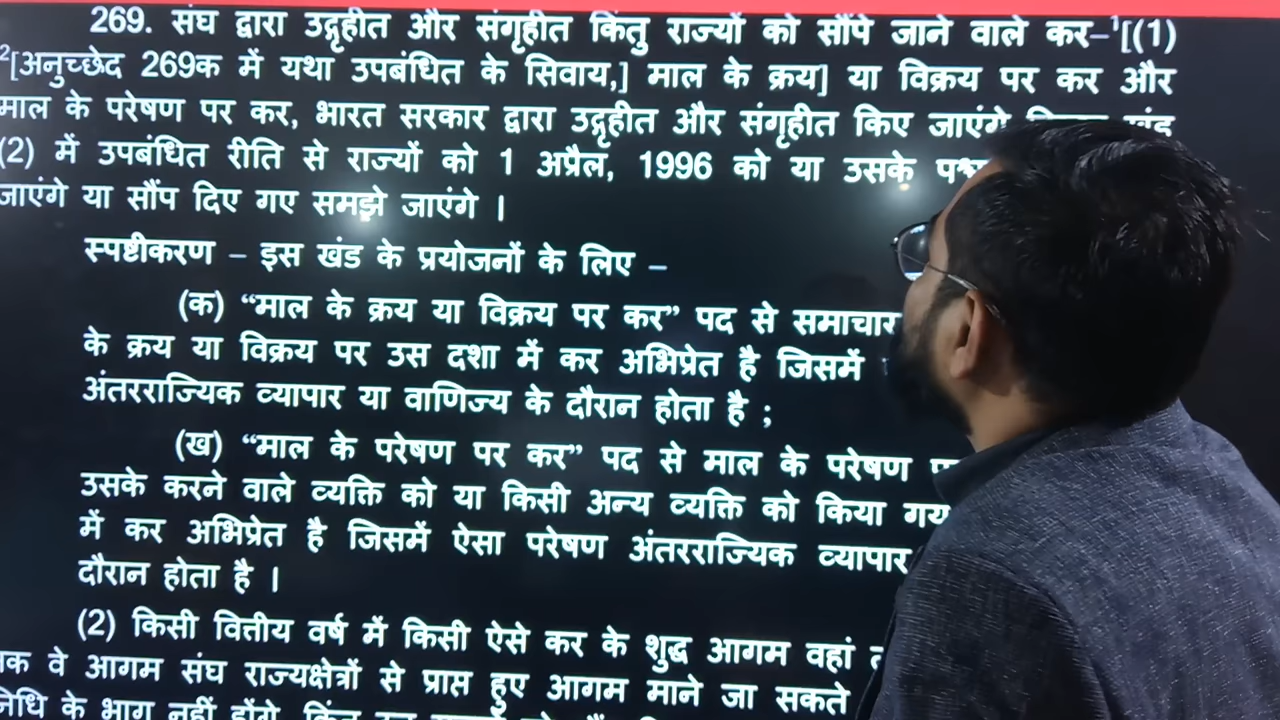 269. संघ द्वारा उद्गृहीत और संगृहीत किंतु राज्यों को सौंपे जाने वाले कर–¹[(1)
²[अनुच्छेद 269क में यथा उपबंधित के सिवाय,] माल के क्रय] या विक्रय पर कर और
माल के परेषण पर कर, भारत सरकार द्वारा उद्गृहीत और संगृहीत किए जाएंगे
(2) में उपबंधित रीति से राज्यों को 1 अप्रैल, 1996 को या उसके
जाएंगे या सौंप दिए गए समझे जाएंगे ।
स्पष्टीकरण – इस खंड के प्रयोजनों के लिए –
(क) “माल के क्रय या विक्रय पर कर” पद से समाचार
के क्रय या विक्रय पर उस दशा में कर अभिप्रेत है जिसमें
अंतरराज्यिक व्यापार या वाणिज्य के दौरान होता है ;
(ख) “माल के परेषण पर कर” पद से माल के परेषण
उसके करने वाले व्यक्ति को या किसी अन्य व्यक्ति को किया
में कर अभिप्रेत है जिसमें ऐसा परेषण अंतरराज्यिक व्यापार
दौरान होता है ।
(2) किसी वित्तीय वर्ष में किसी ऐसे कर के शुद्ध आगम वहां
वे आगम संघ राज्यक्षेत्रों से प्राप्त हुए आगम माने जा सकते
के भाग नहीं होंगे, किंतु